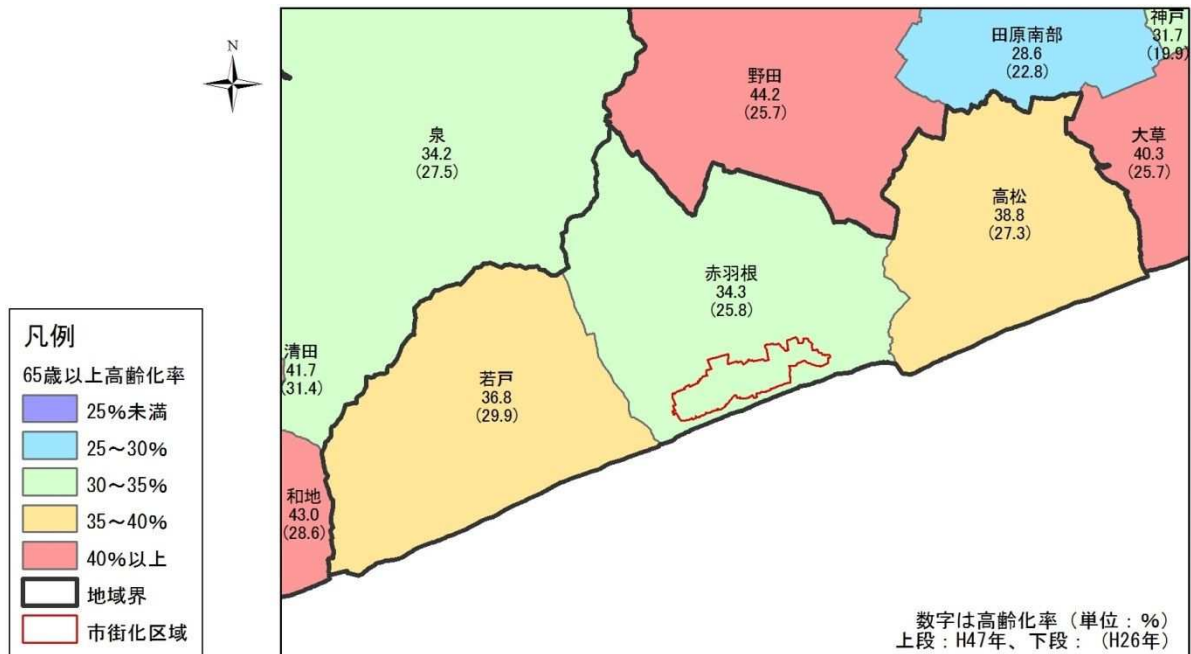 N
神戸
31.7
(19.9)
田原南部
28.6
(22.8)
野田
44.2
(25.7)
泉
34.2
(27.5)
大草
40.3
(25.7)
高松
38.8
(27.3)
赤羽根
34.3
(25.8)
清田
41.7
(31.4)
若戸
36.8
(29.9)
和地
43.0
(28.6)
凡例
65歳以上高齢化率
25%未満
25～30%
30～35%
35～40%
40%以上
地域界
市街化区域
数字は高齢化率（単位：%）
上段：H47年、下段：（H26年）